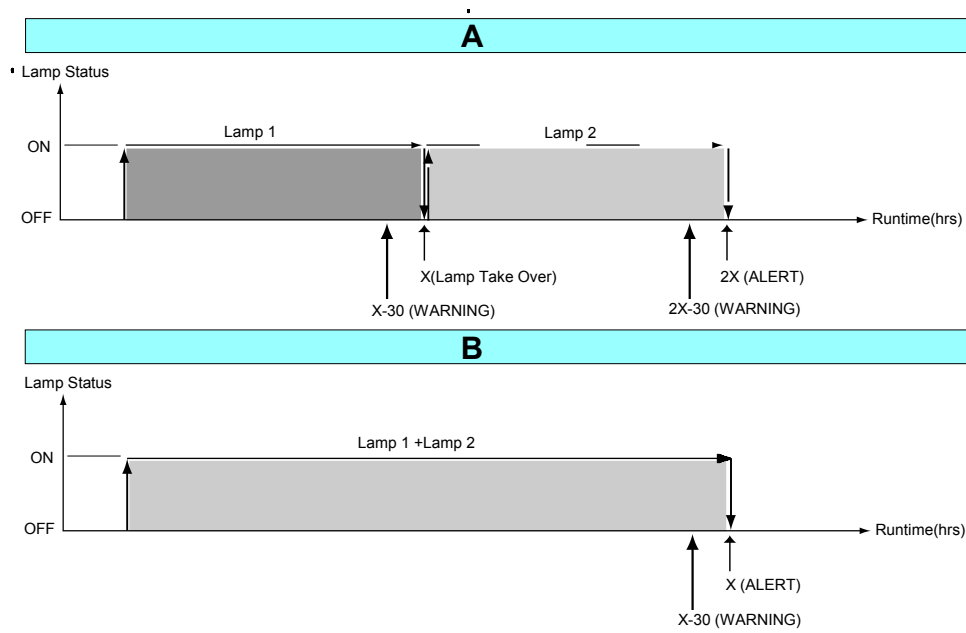 A
Lamp Status
Lamp 1
Lamp 2
ON
OFF
Runtime(hrs)
X(Lamp Take Over)
2X (ALERT)
X-30 (WARNING)
2X-30 (WARNING)
B
Lamp Status
Lamp 1 +Lamp 2
ON
OFF
Runtime(hrs)
X (ALERT)
X-30 (WARNING)